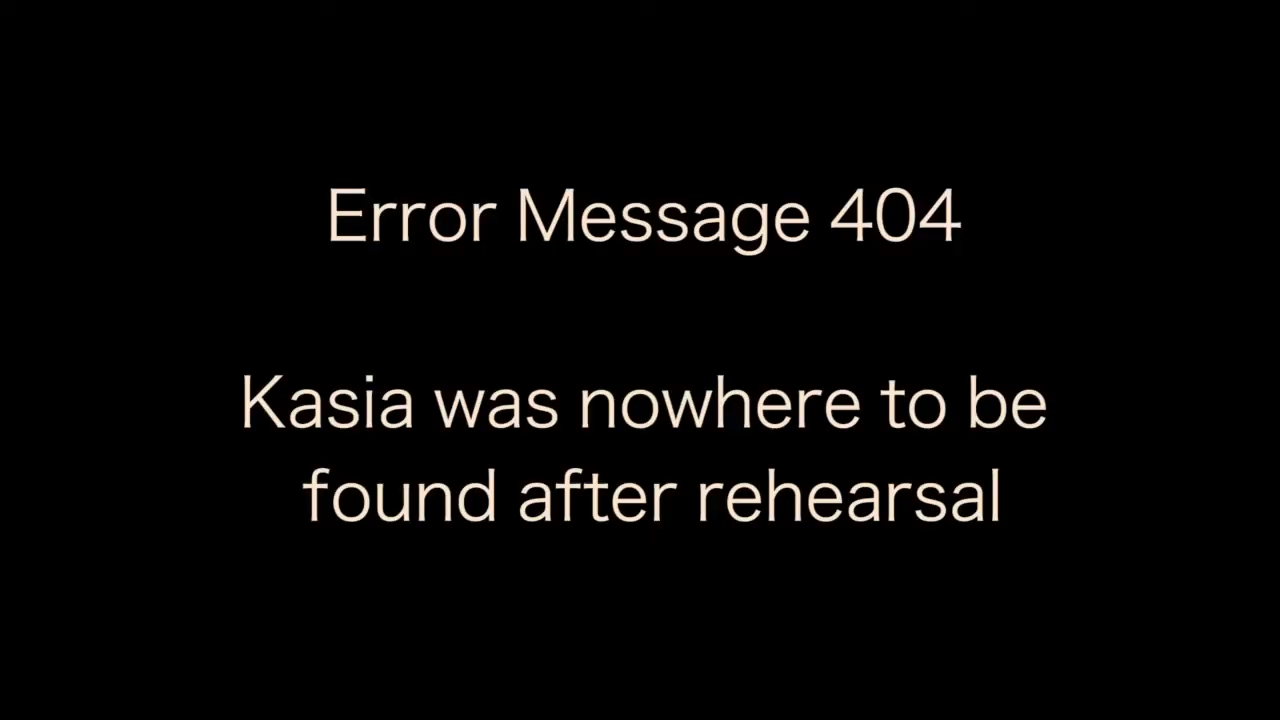 Error Message 404
Kasia was nowhere to be
found after rehearsal